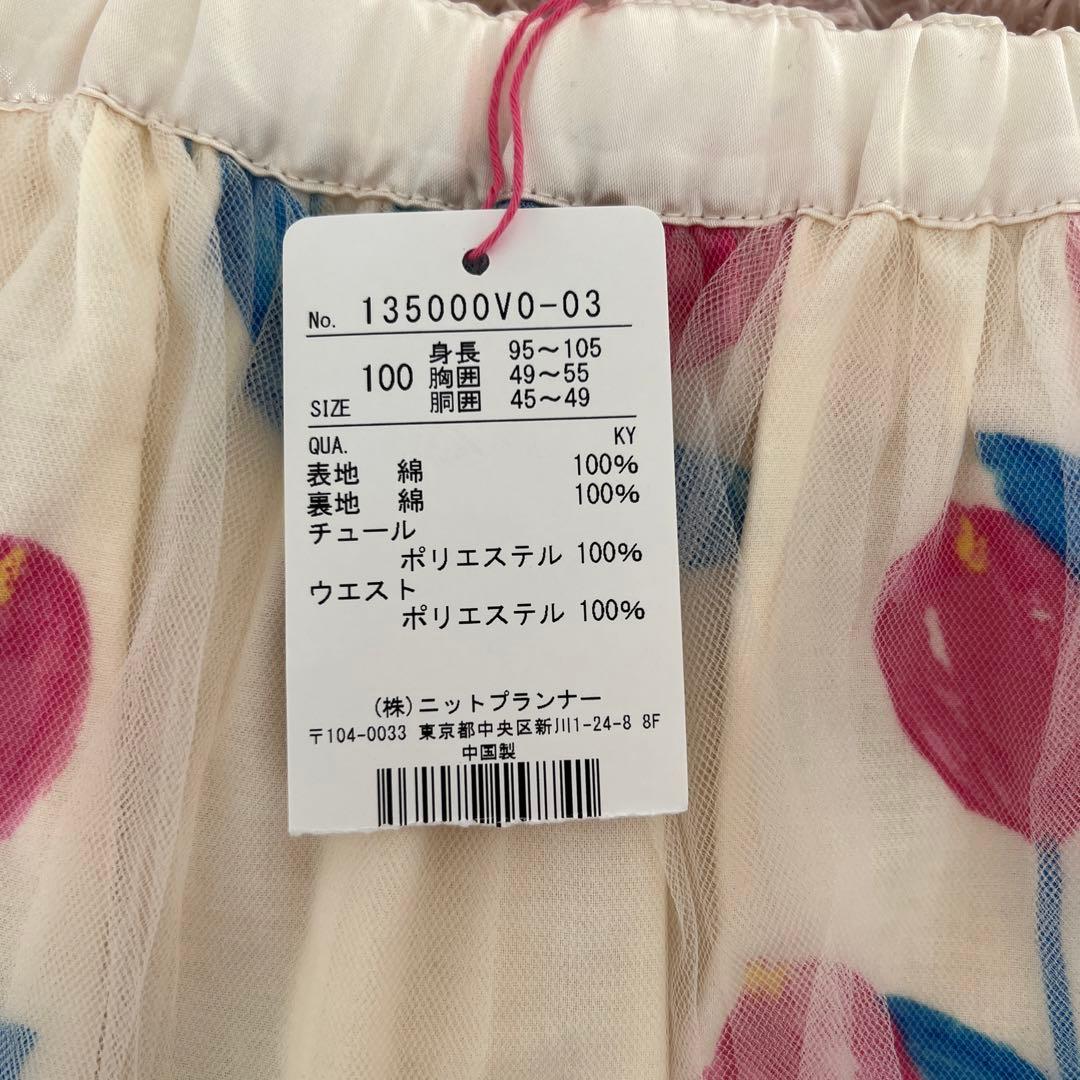 No. 135000V0-03
身長 95～105
100 胸囲 49～55
SIZE 胴囲 45～49
QUA. KY
表地 綿 100%
裏地 綿 100%
チュール
ポリエステル 100%
ウエスト
ポリエステル 100%
(株)ニットプランナー
〒104-0033 東京都中央区新川1-24-8 8F
中国製